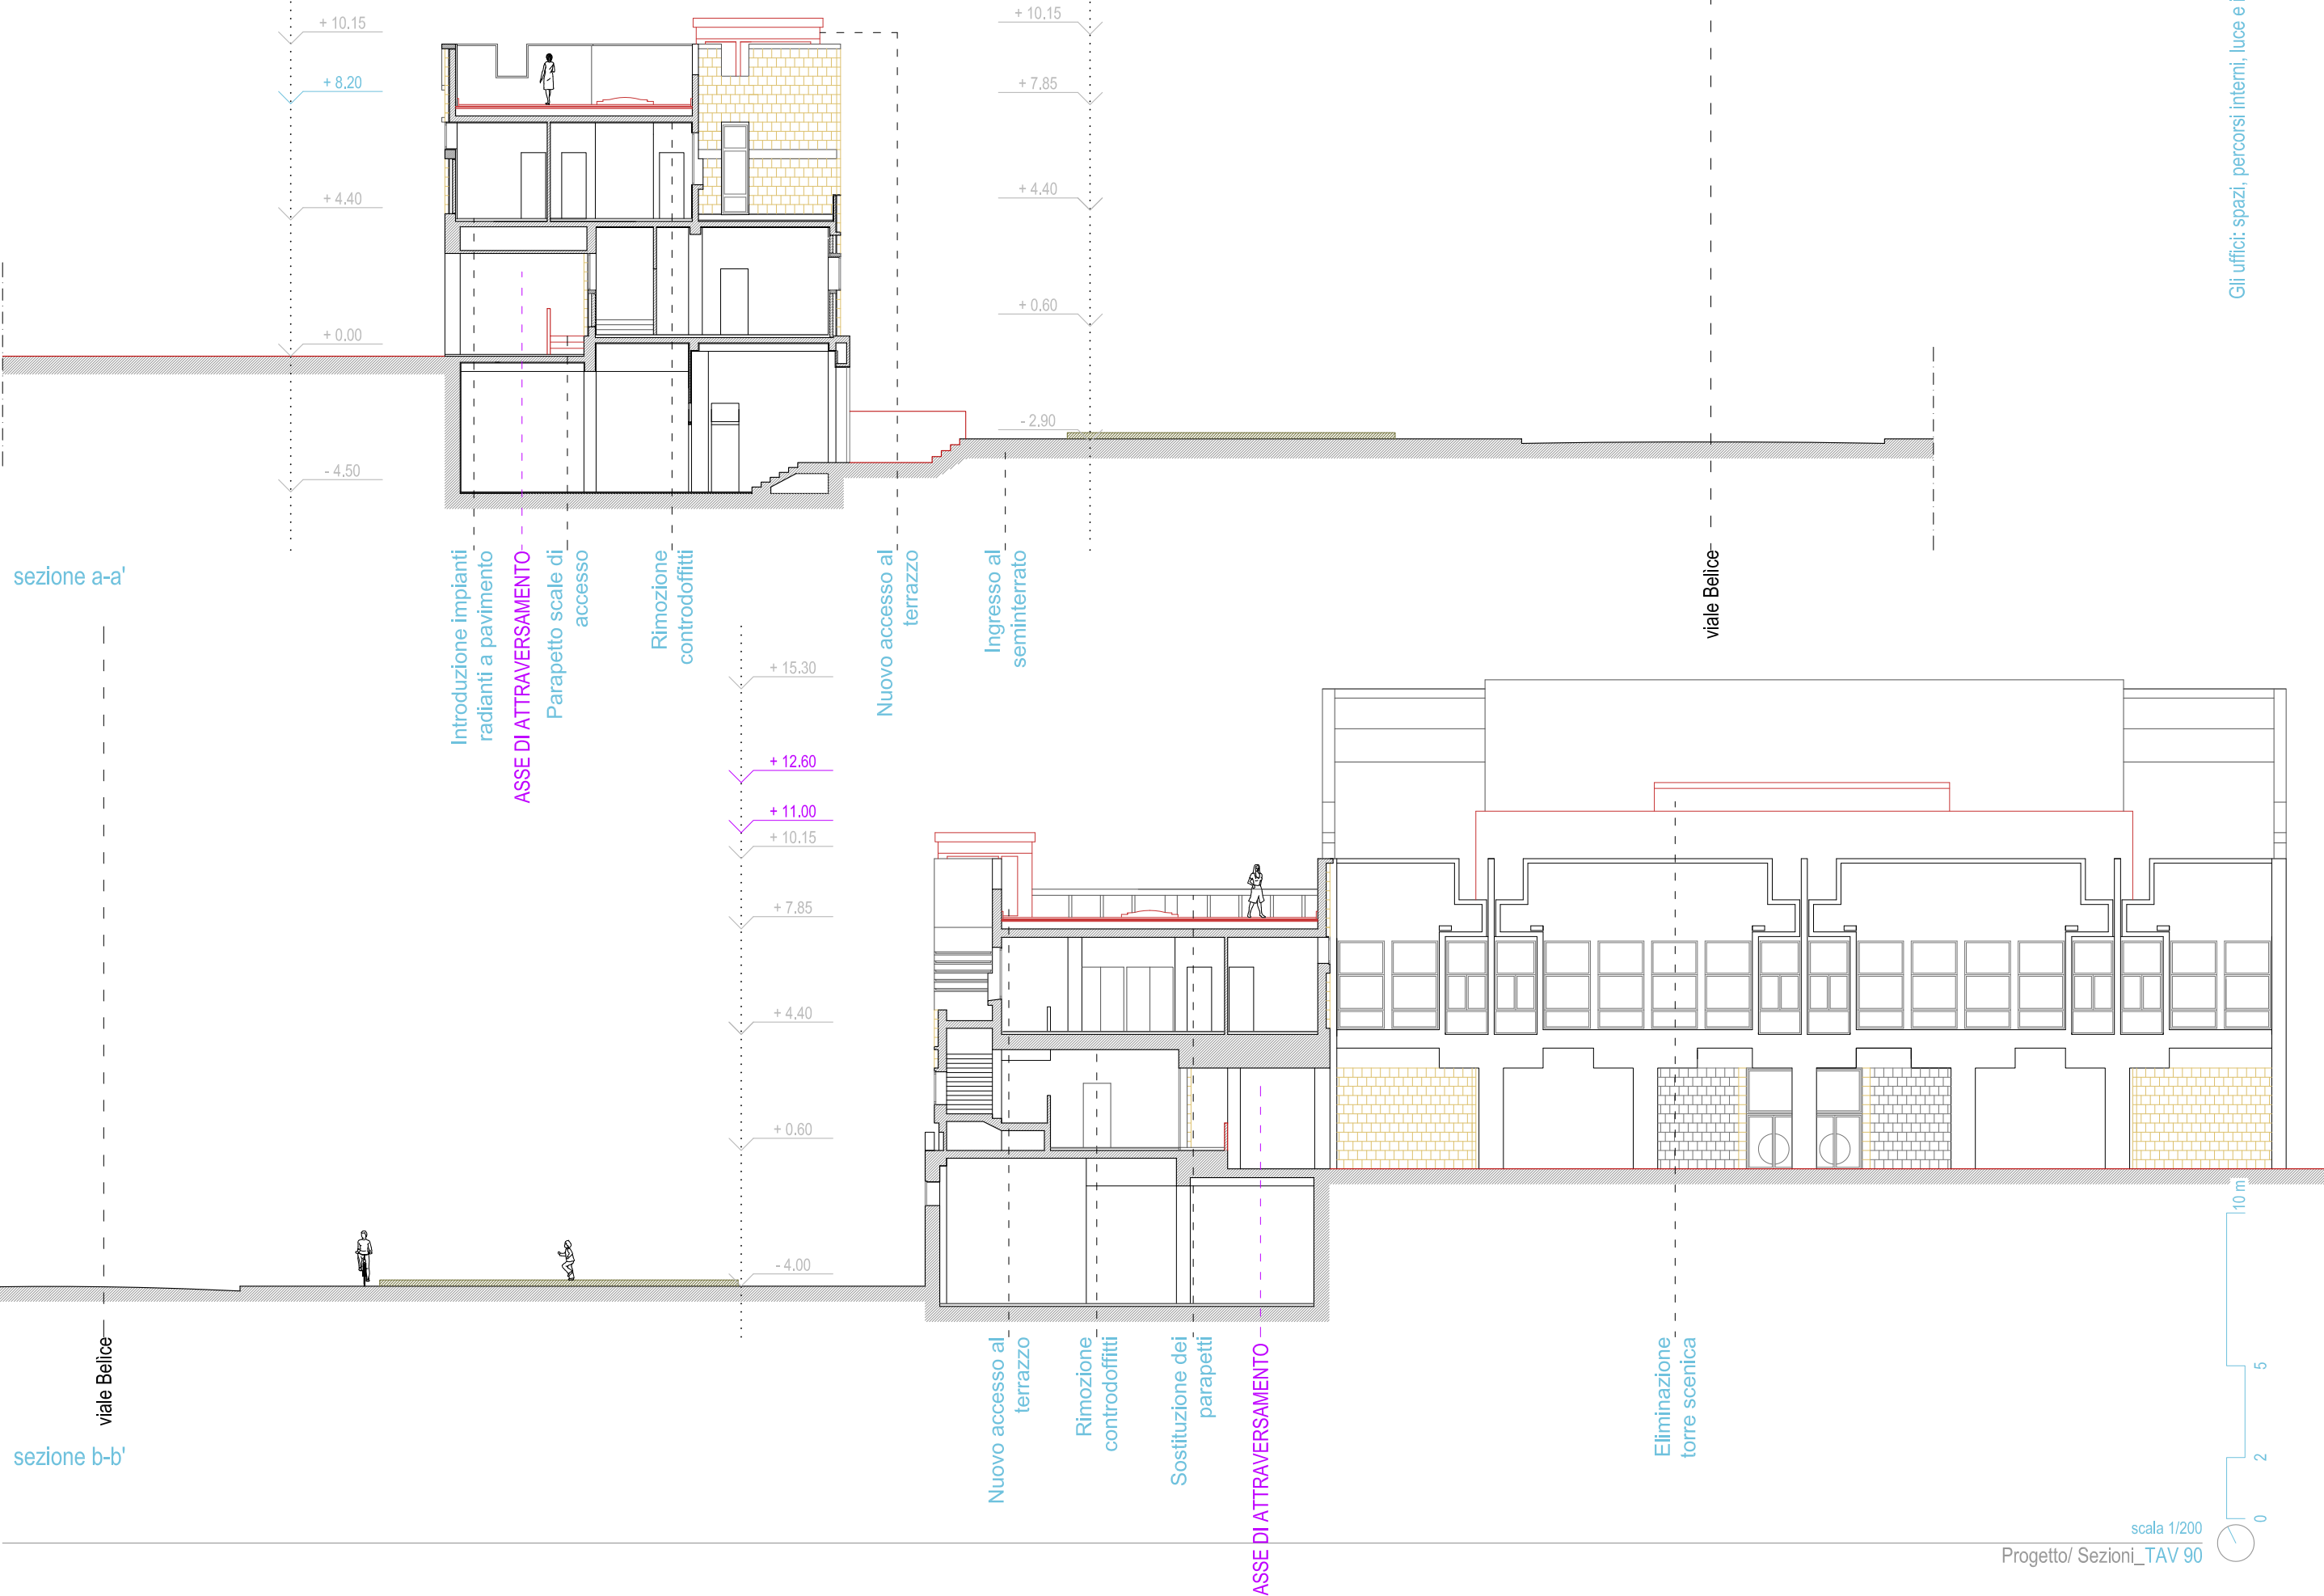 + 10.15
+ 8.20
+ 4.40
+ 0.00
- 4.50
+ 10.15
+ 7.85
+ 4.40
+ 0.60
- 2.90
Gli uffici: spazi, percorsi interni, luce e
sezione a-a'
Introduzione impianti
radianti a pavimento
ASSE DI ATTRAVERSAMENTO
Parapetto scale di
accesso
Rimozione
controdoffitti
Nuovo accesso al
terrazzo
Ingresso al
seminterrato
viale Belice
+ 15.30
+ 12.60
+ 11.00
+ 10.15
+ 7.85
+ 4.40
+ 0.60
- 4.00
viale Belice
sezione b-b'
Nuovo accesso al
terrazzo
Rimozione
controdoffitti
Sostituzione dei
parapetti
ASSE DI ATTRAVERSAMENTO
Eliminazione
torre scenica
10 m
5
2
0
scala 1/200
Progetto/ Sezioni_TAV 90